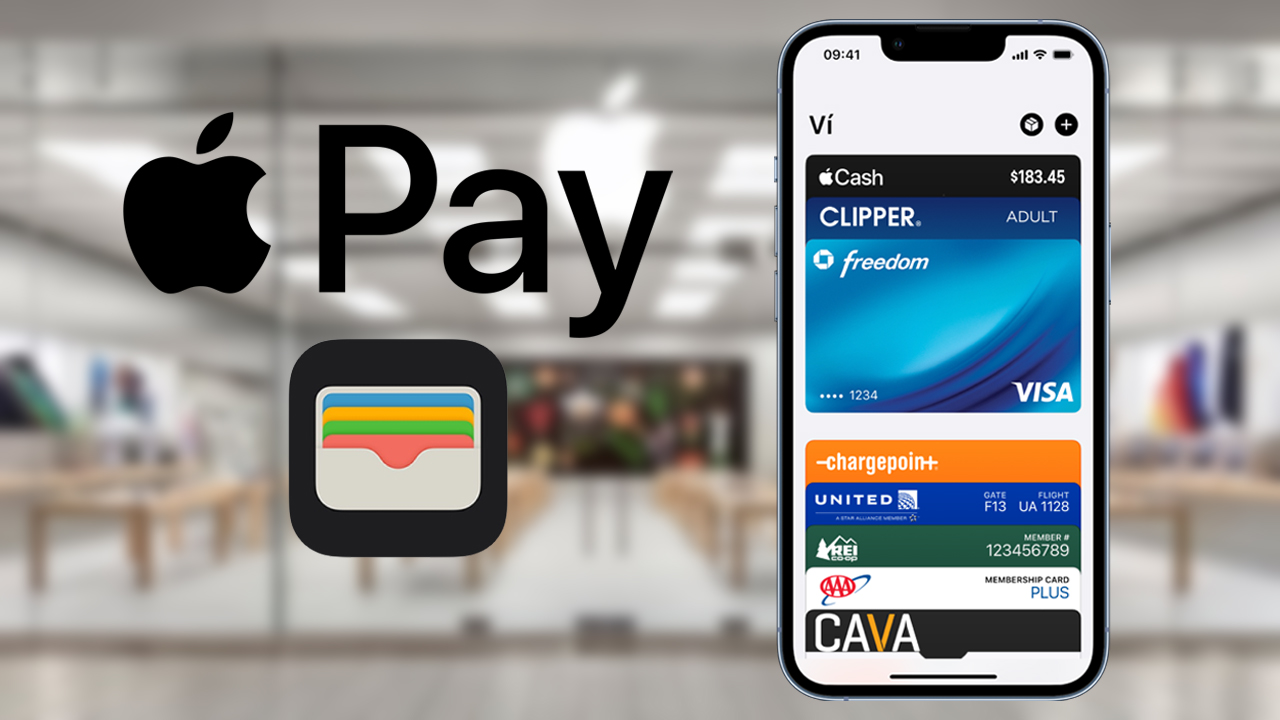 Pay
09:41
Ví
Cash $183.45
CLIPPER® ADULT
freedom
•••• 1234 VISA
chargepoin+
UNITED GATE FLIGHT
F13 UA 1128
A STAR ALLIANCE MEMBER
REI MEMBER #
co·op 123456789
AAA MEMBERSHIP CARD
PLUS
CAVA